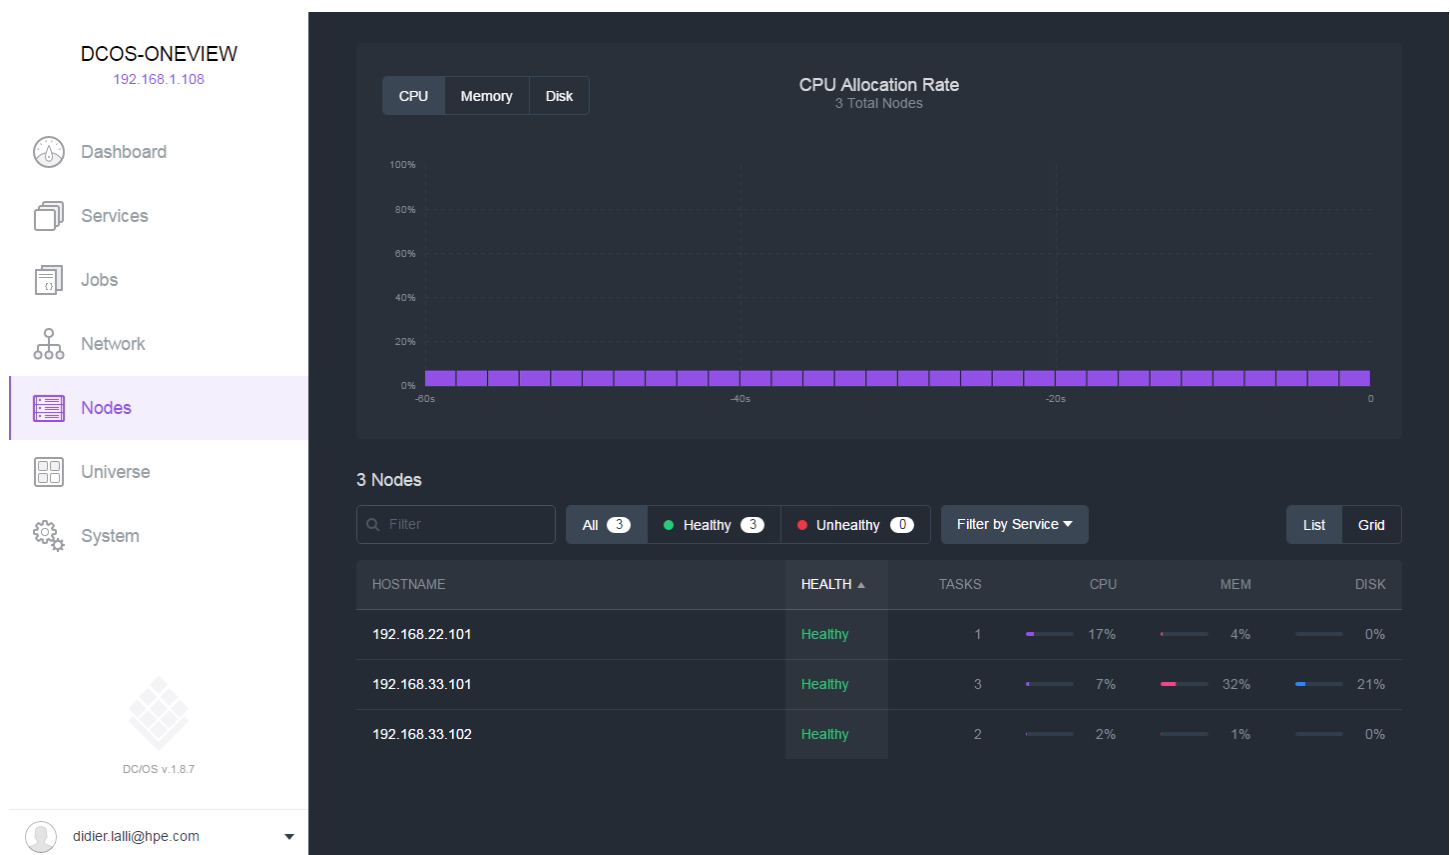 DCOS-ONEVIEW
192.168.1.108
Dashboard
Services
Jobs
Network
Nodes
Universe
System
DC/OS v.1.8.7
didier.lalli@hpe.com
CPU Memory Disk
CPU Allocation Rate
3 Total Nodes
100%
80%
60%
40%
20%
0%
-60s -40s -20s 0
3 Nodes
Filter All 3 Healthy 3 Unhealthy 0 Filter by Service List Grid
HOSTNAME HEALTH TASKS CPU MEM DISK
192.168.22.101 Healthy 1 17% 4% 0%
192.168.33.101 Healthy 3 7% 32% 21%
192.168.33.102 Healthy 2 2% 1% 0%